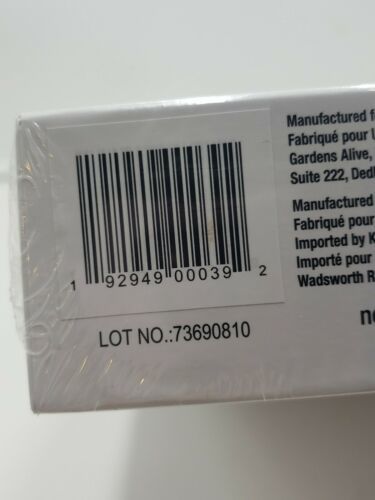 1 92949 00039 2
LOT NO.:73690810
Manufactured f
Fabriqué pour U
Gardens Alive,
Suite 222, Dedh
Manufactured
Fabriqué pour
Imported by K
Importé pour
Wadsworth R